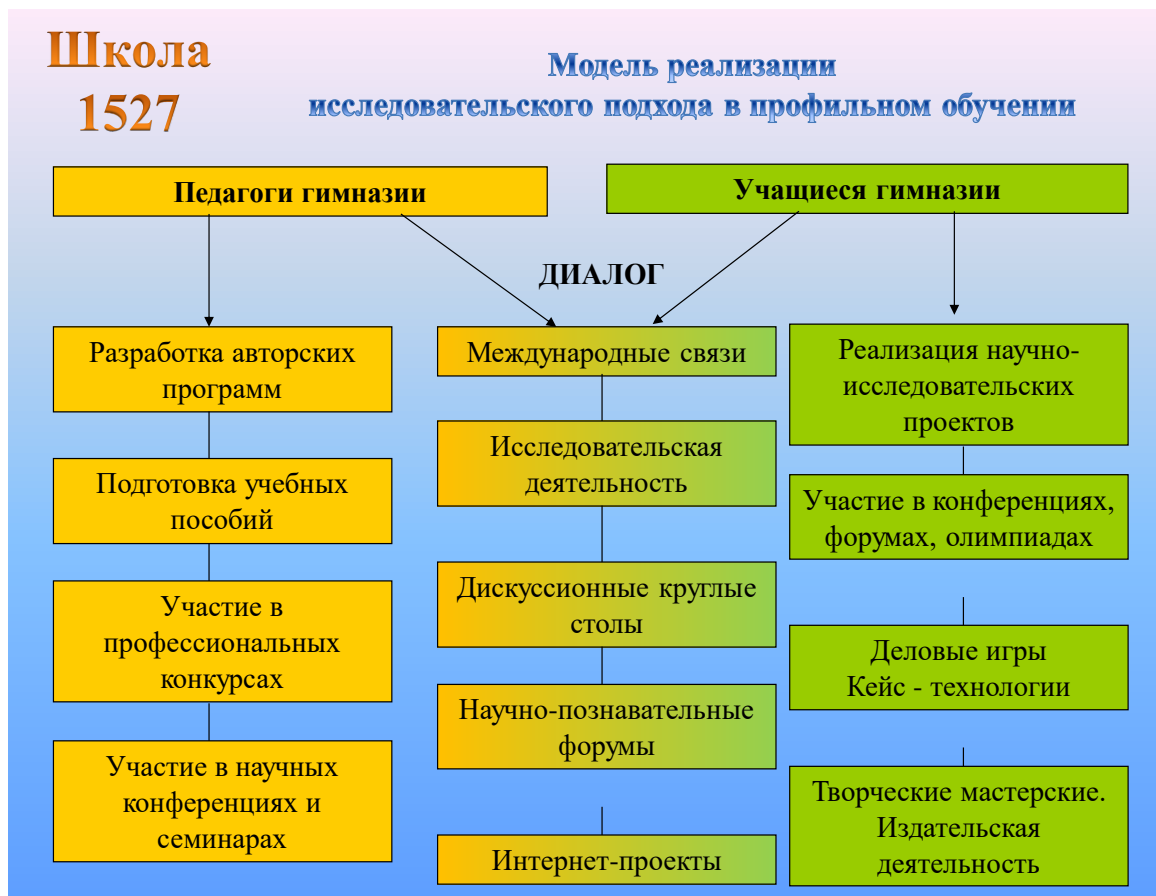 Школа
1527
Модель реализации
исследовательского подхода в профильном обучении
Педагоги гимназии
Учащиеся гимназии
ДИАЛОГ
Разработка авторских
программ
Подготовка учебных
пособий
Участие в
профессиональных
конкурсах
Участие в научных
конференциях и
семинарах
Международные связи
Исследовательская
деятельность
Дискуссионные круглые
столы
Научно-познавательные
форумы
Интернет-проекты
Реализация научно-
исследовательских
проектов
Участие в конференциях,
форумах, олимпиадах
Деловые игры
Кейс - технологии
Творческие мастерские.
Издательская
деятельность